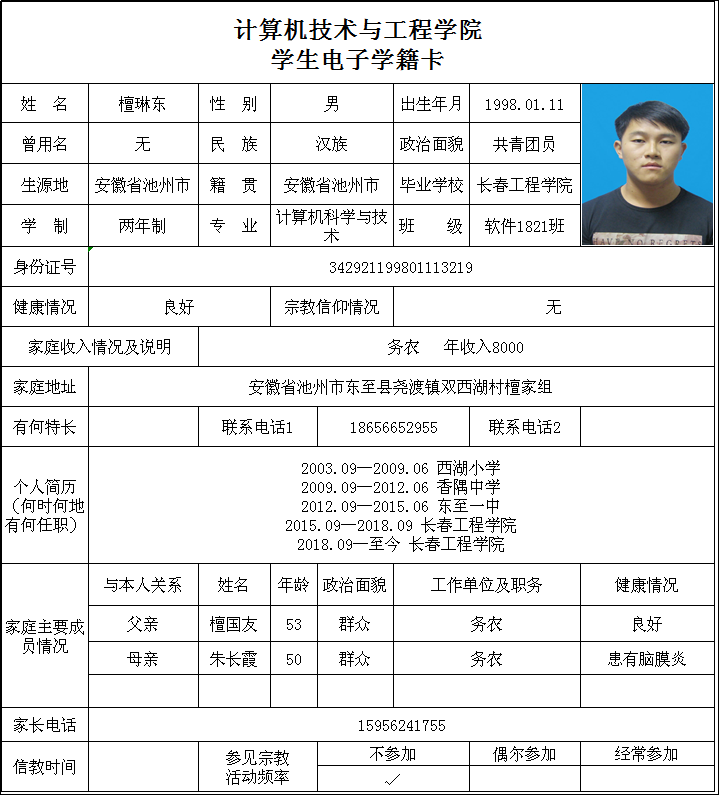 计算机技术与工程学院
学生电子学籍卡
姓 名 檀琳东 性 别 男 出生年月 1998.01.11
曾用名 无 民 族 汉族 政治面貌 共青团员
生源地 安徽省池州市 籍 贯 安徽省池州市 毕业学校 长春工程学院
学 制 两年制 专 业 计算机科学与技术 班 级 软件1821班
身份证号 342921199801113219
健康情况 良好 宗教信仰情况 无
家庭收入情况及说明 务农 年收入8000
家庭地址 安徽省池州市东至县尧渡镇双西湖村檀家组
有何特长 联系电话1 18656652955 联系电话2
个人简历
（何时何地
有何任职）
2003.09—2009.06 西湖小学
2009.09—2012.06 香隅中学
2012.09—2015.06 东至一中
2015.09—2018.09 长春工程学院
2018.09—至今 长春工程学院
家庭主要成
员情况
与本人关系 姓名 年龄 政治面貌 工作单位及职务 健康情况
父亲 檀国友 53 群众 务农 良好
母亲 朱长霞 50 群众 务农 患有脑膜炎
家长电话 15956241755
信教时间 参见宗教
活动频率
不参加 偶尔参加 经常参加
✓